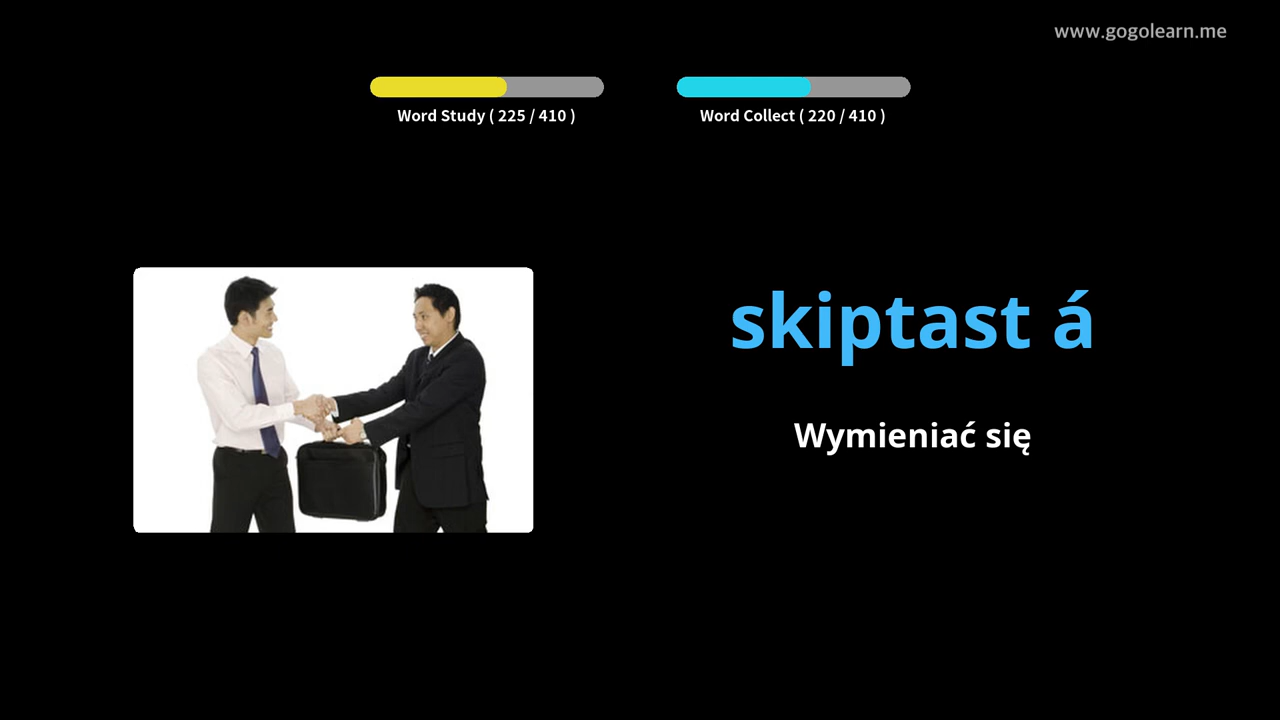 www.gogolearn.me
Word Study ( 225 / 410 )
Word Collect ( 220 / 410 )
skiptast á
Wymieniać się